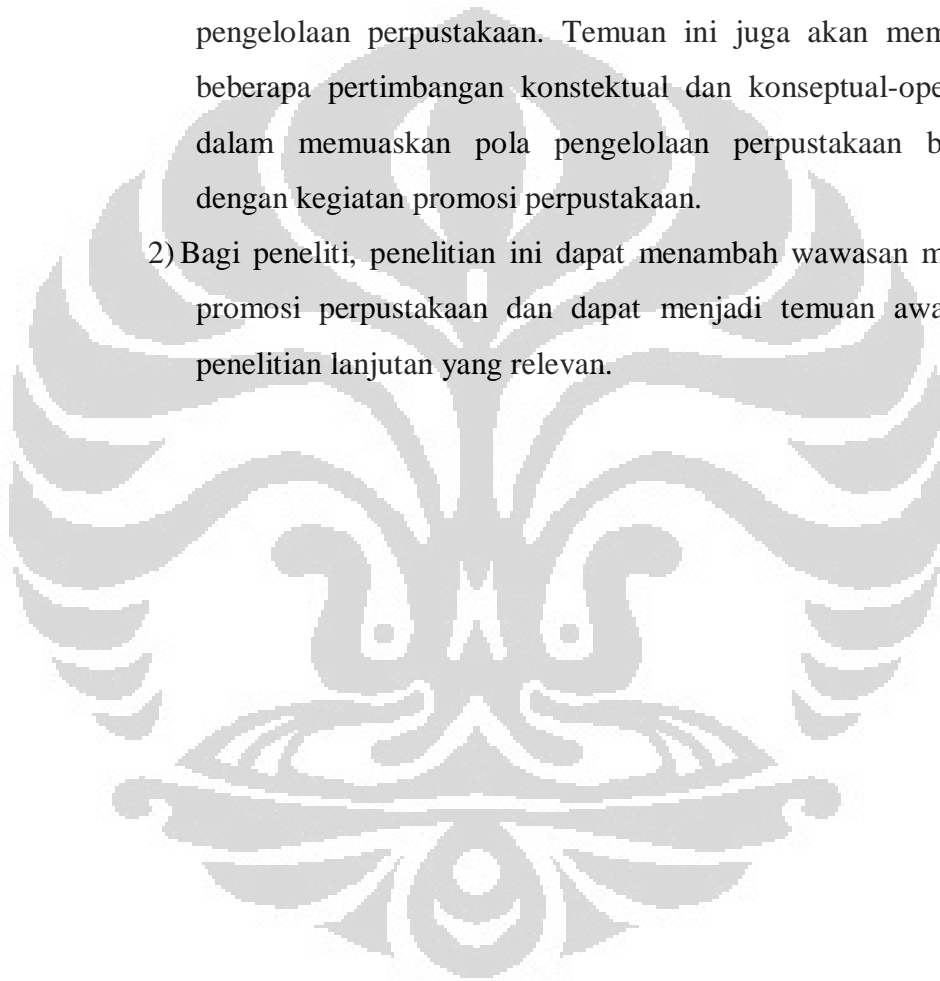 pengelolaan perpustakaan. Temuan ini juga akan mem
beberapa pertimbangan konstektual dan konseptual-ope
dalam memuaskan pola pengelolaan perpustakaan b
dengan kegiatan promosi perpustakaan.
2) Bagi peneliti, penelitian ini dapat menambah wawasan m
promosi perpustakaan dan dapat menjadi temuan awa
penelitian lanjutan yang relevan.